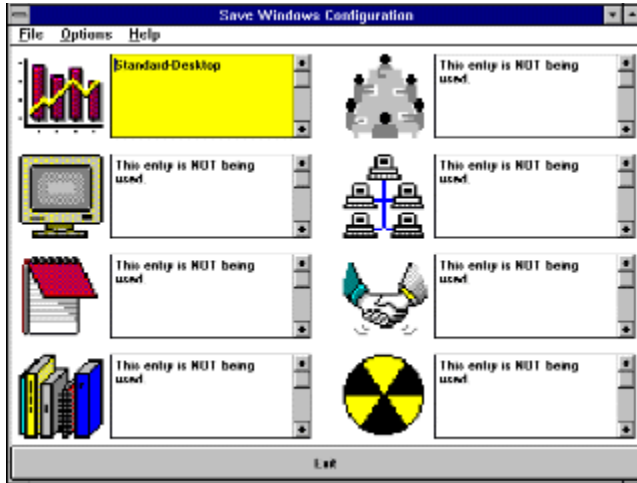 Save Windows Configuration
File Options Help
Standard-Desktop
This entry is NOT being
used.
This entry is NOT being
used.
This entry is NOT being
used.
This entry is NOT being
used.
This entry is NOT being
used.
This entry is NOT being
used.
This entry is NOT being
used.
Exit